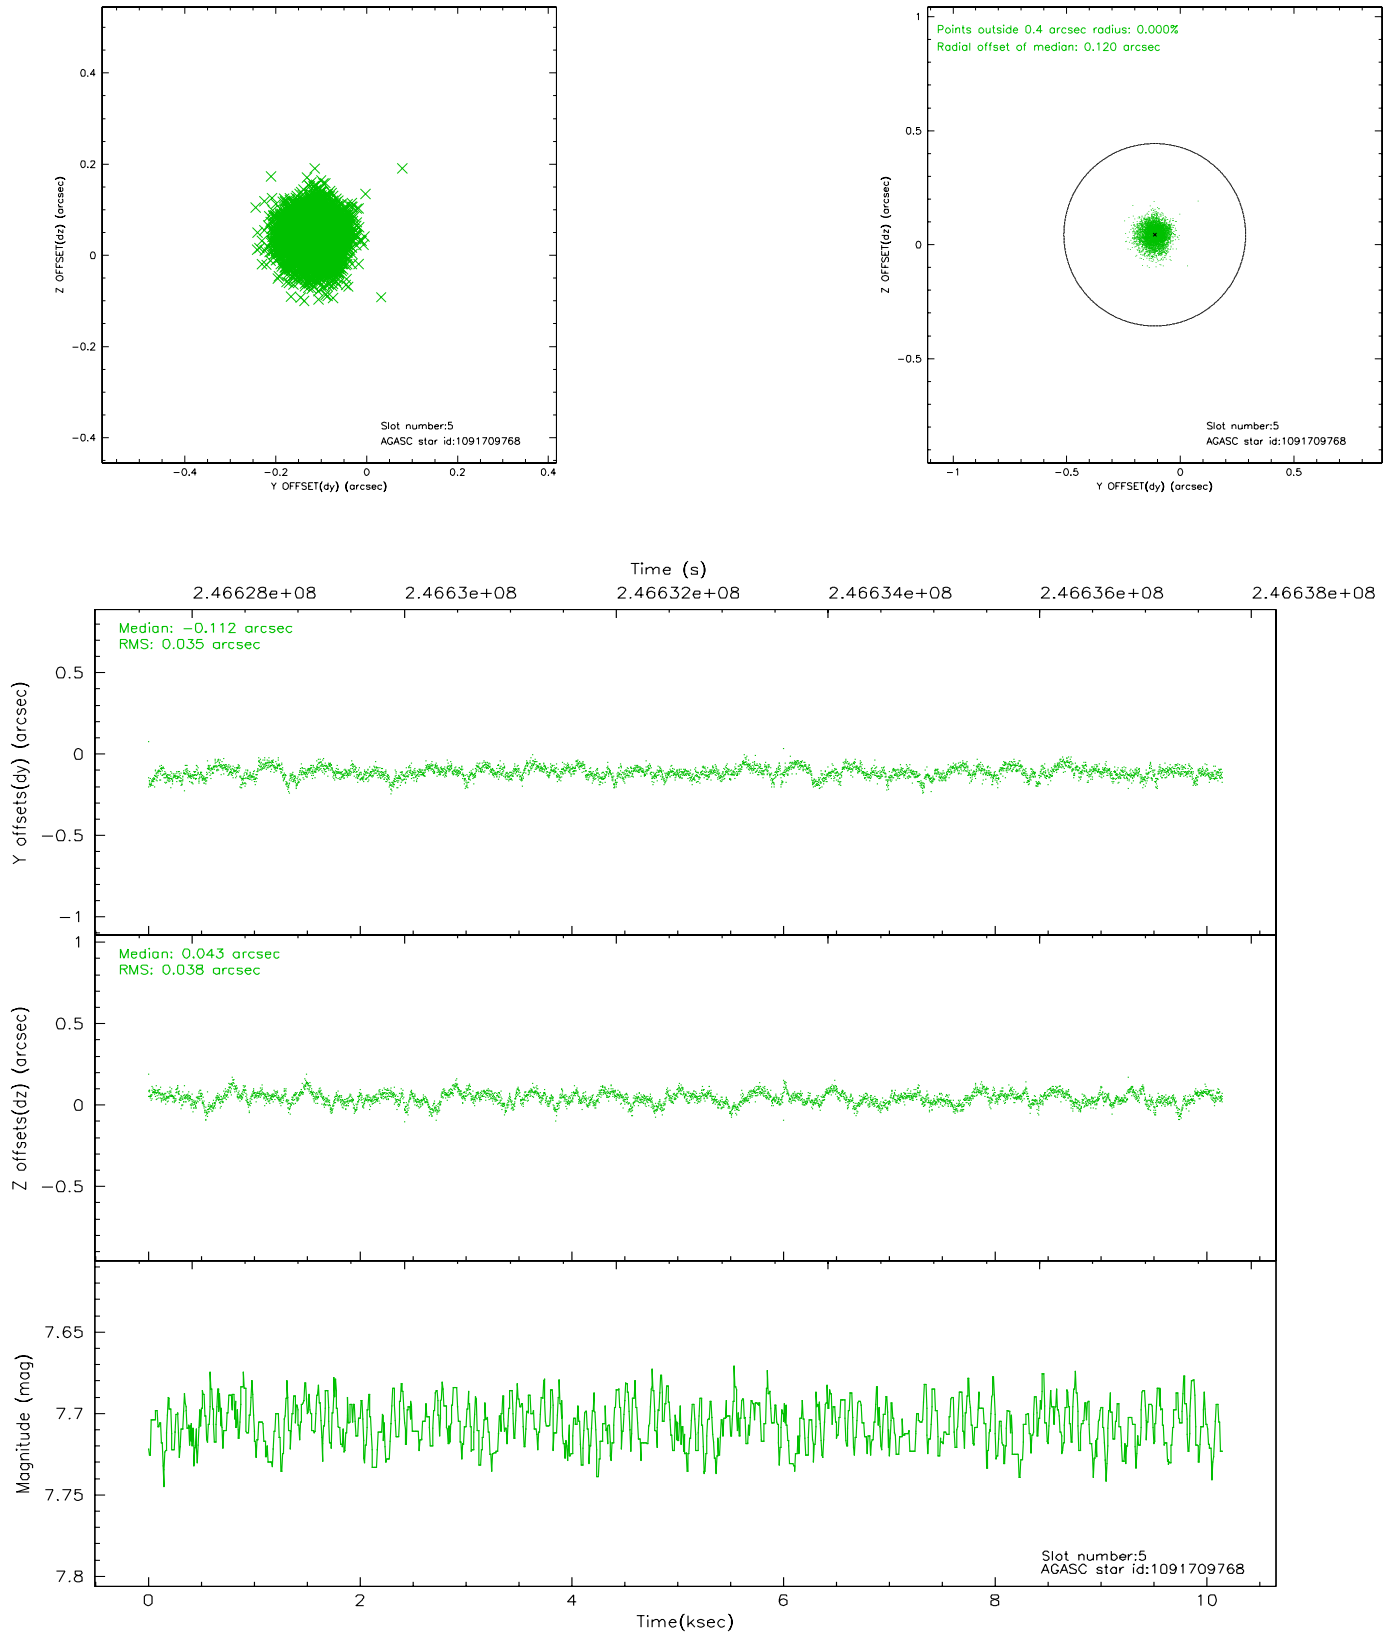 0.4
0.2
0
−0.2
−0.4
Z OFFSET(dz) (arcsec)
−0.4
−0.2
0
0.2
0.4
Y OFFSET(dy) (arcsec)
Slot number:5
AGASC star id:1091709768
Points outside 0.4 arcsec radius: 0.000%
Radial offset of median: 0.120 arcsec
1
0.5
0
−0.5
Z OFFSET(dz) (arcsec)
−1
−0.5
0
0.5
Y OFFSET(dy) (arcsec)
Slot number:5
AGASC star id:1091709768
Time (s)
2.46628e+08
2.4663e+08
2.46632e+08
2.46634e+08
2.46636e+08
2.46638e+08
Median: −0.112 arcsec
RMS: 0.035 arcsec
0.5
0
−0.5
−1
Y offsets(dy) (arcsec)
Median: 0.043 arcsec
RMS: 0.038 arcsec
1
0.5
0
−0.5
Z offsets(dz) (arcsec)
7.65
7.7
7.75
7.8
Magnitude (mag)
Slot number:5
AGASC star id:1091709768
0
2
4
6
8
10
Time(ksec)